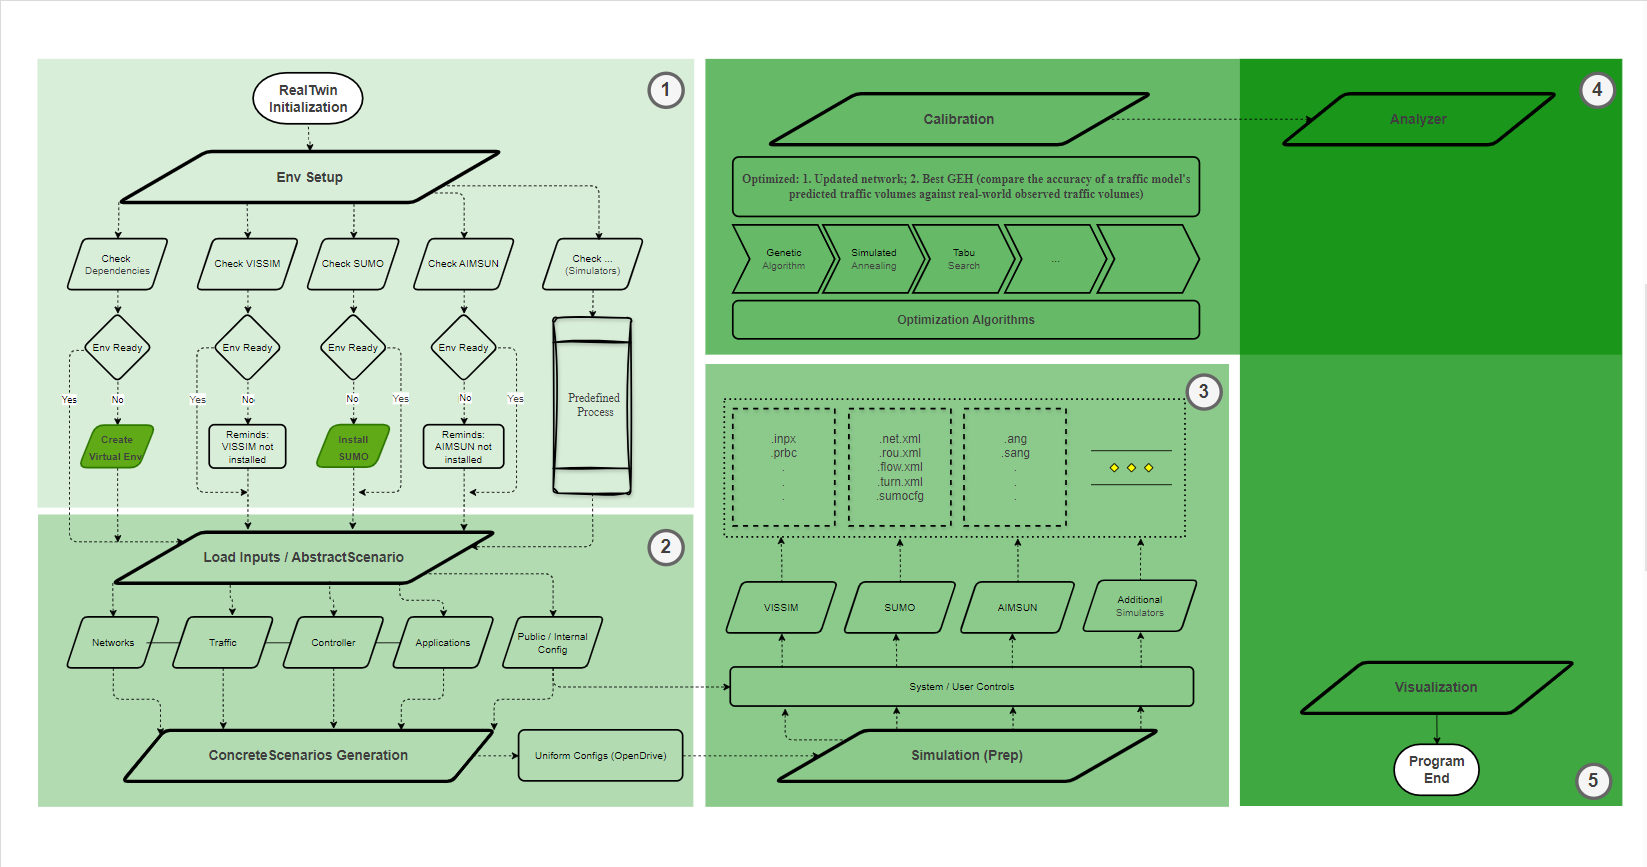 RealTwin
Initialization
1
Env Setup
Check
Dependencies
Check VISSIM
Check SUMO
Check AIMSUN
Check ...
(Simulators)
Env Ready
Env Ready
Env Ready
Env Ready
Predefined
Process
Yes
No
Yes
No
No
Yes
No
Yes
Create
Virtual Env
Reminds:
VISSIM not
installed
Install
SUMO
Reminds:
AIMSUN not
installed
2
Load Inputs / AbstractScenario
Networks
Traffic
Controller
Applications
Public / Internal
Config
ConcreteScenarios Generation
Uniform Configs (OpenDrive)
3
.inpx
.prbc
.
.
.
.net.xml
.rou.xml
.flow.xml
.turn.xml
.sumocfg
.ang
.sang
.
.
.
VISSIM
SUMO
AIMSUN
Additional
Simulators
System / User Controls
Simulation (Prep)
Calibration
Optimized: 1. Updated network; 2. Best GEH (compare the accuracy of a traffic model's
predicted traffic volumes against real-world observed traffic volumes)
Genetic
Algorithm
Simulated
Annealing
Tabu
Search
...
Optimization Algorithms
4
Analyzer
Visualization
Program
End
5